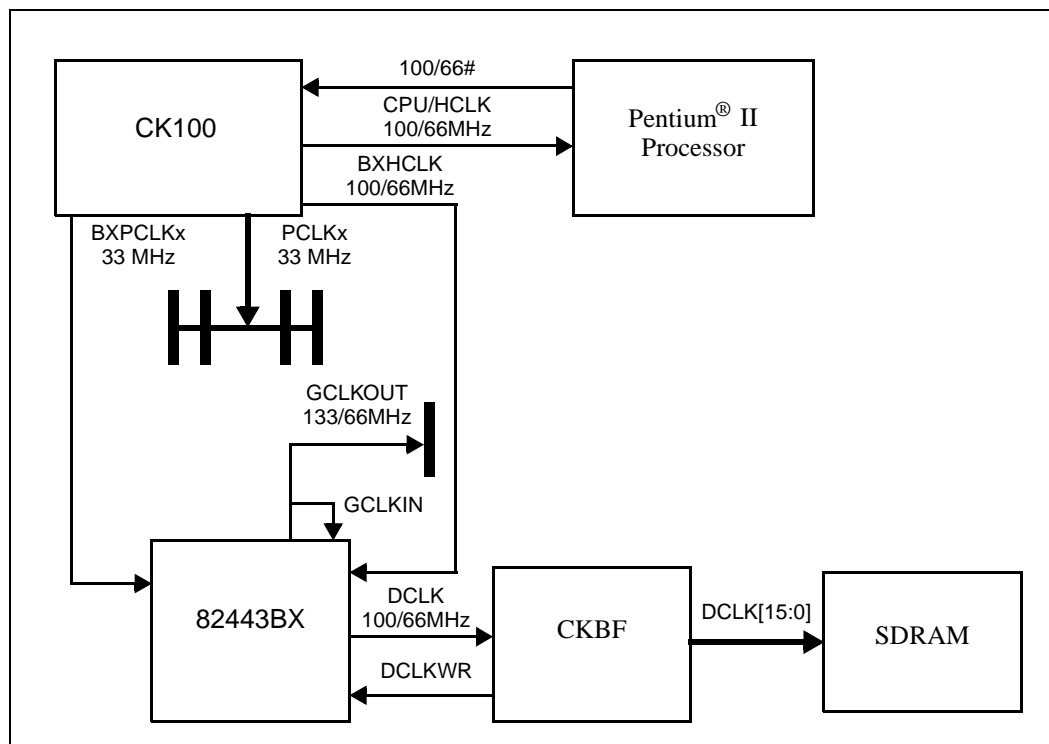 100/66#
CK100
CPU/HCLK
100/66MHz
Pentium® II
Processor
BXHCLK
100/66MHz
BXPCLKx
33 MHz
PCLKx
33 MHz
GCLKOUT
133/66MHz
GCLKIN
82443BX
DCLK
100/66MHz
DCLKWR
CKBF
DCLK[15:0]
SDRAM